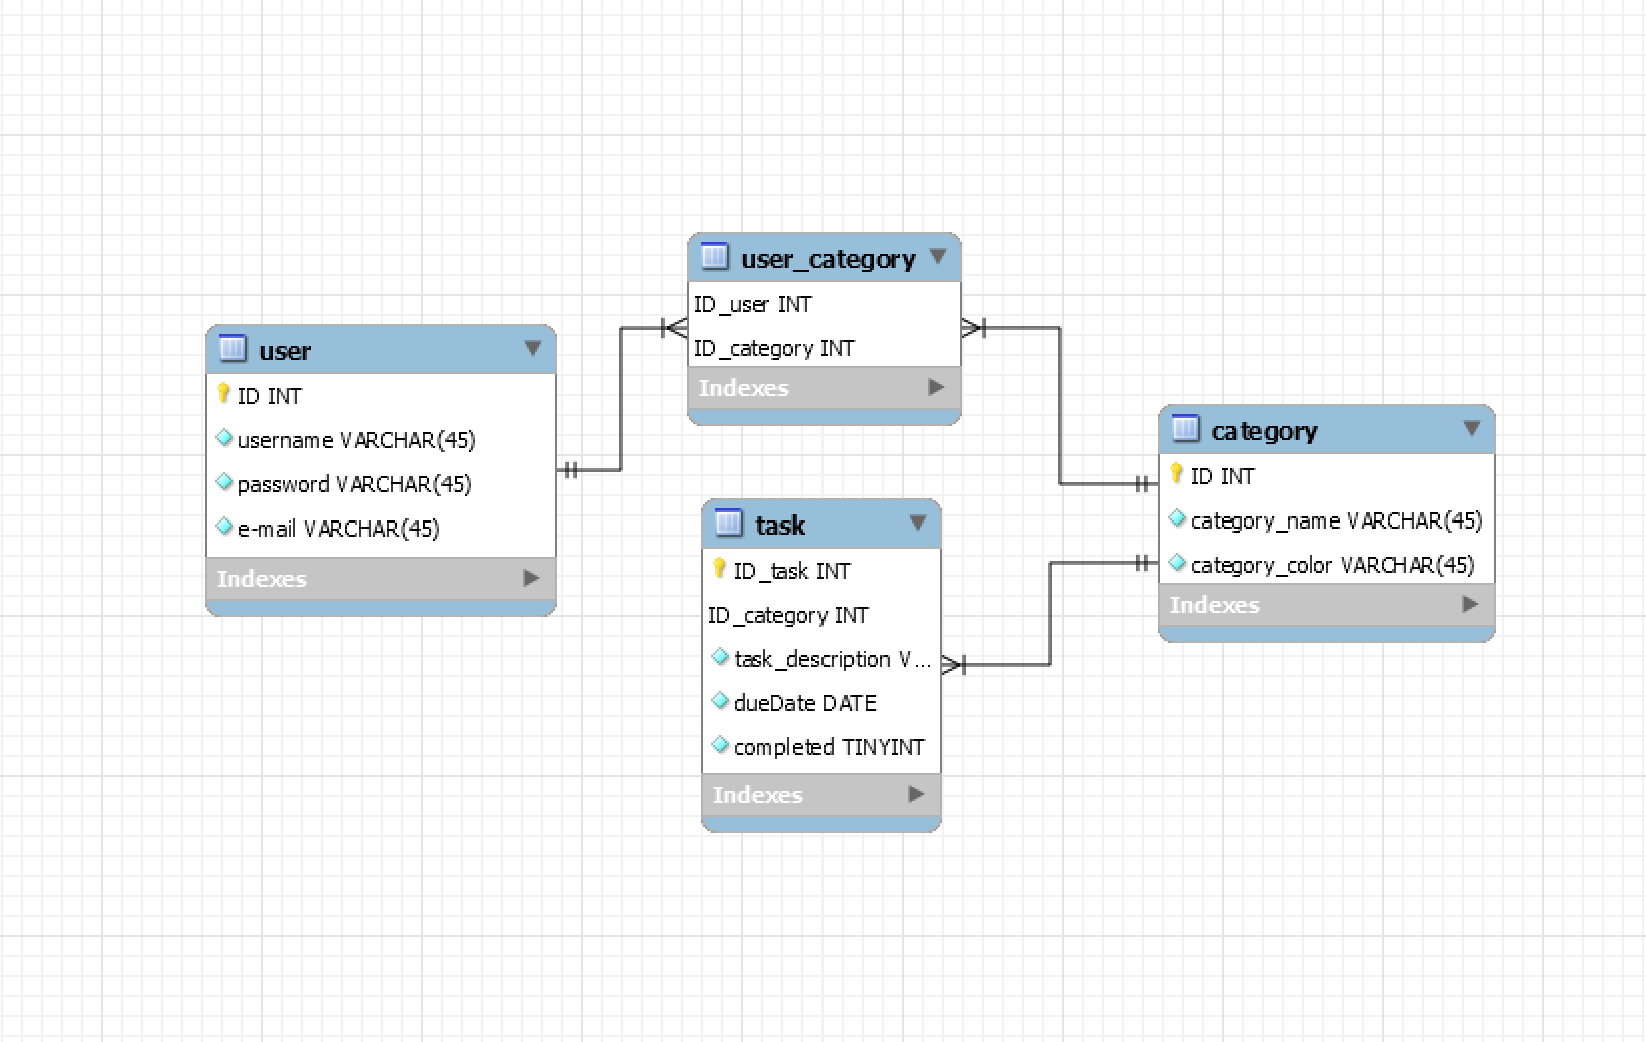 user_category
ID_user INT
ID_category INT
Indexes
user
ID INT
username VARCHAR(45)
password VARCHAR(45)
e-mail VARCHAR(45)
Indexes
category
ID INT
category_name VARCHAR(45)
category_color VARCHAR(45)
Indexes
task
ID_task INT
ID_category INT
task_description V...
dueDate DATE
completed TINYINT
Indexes